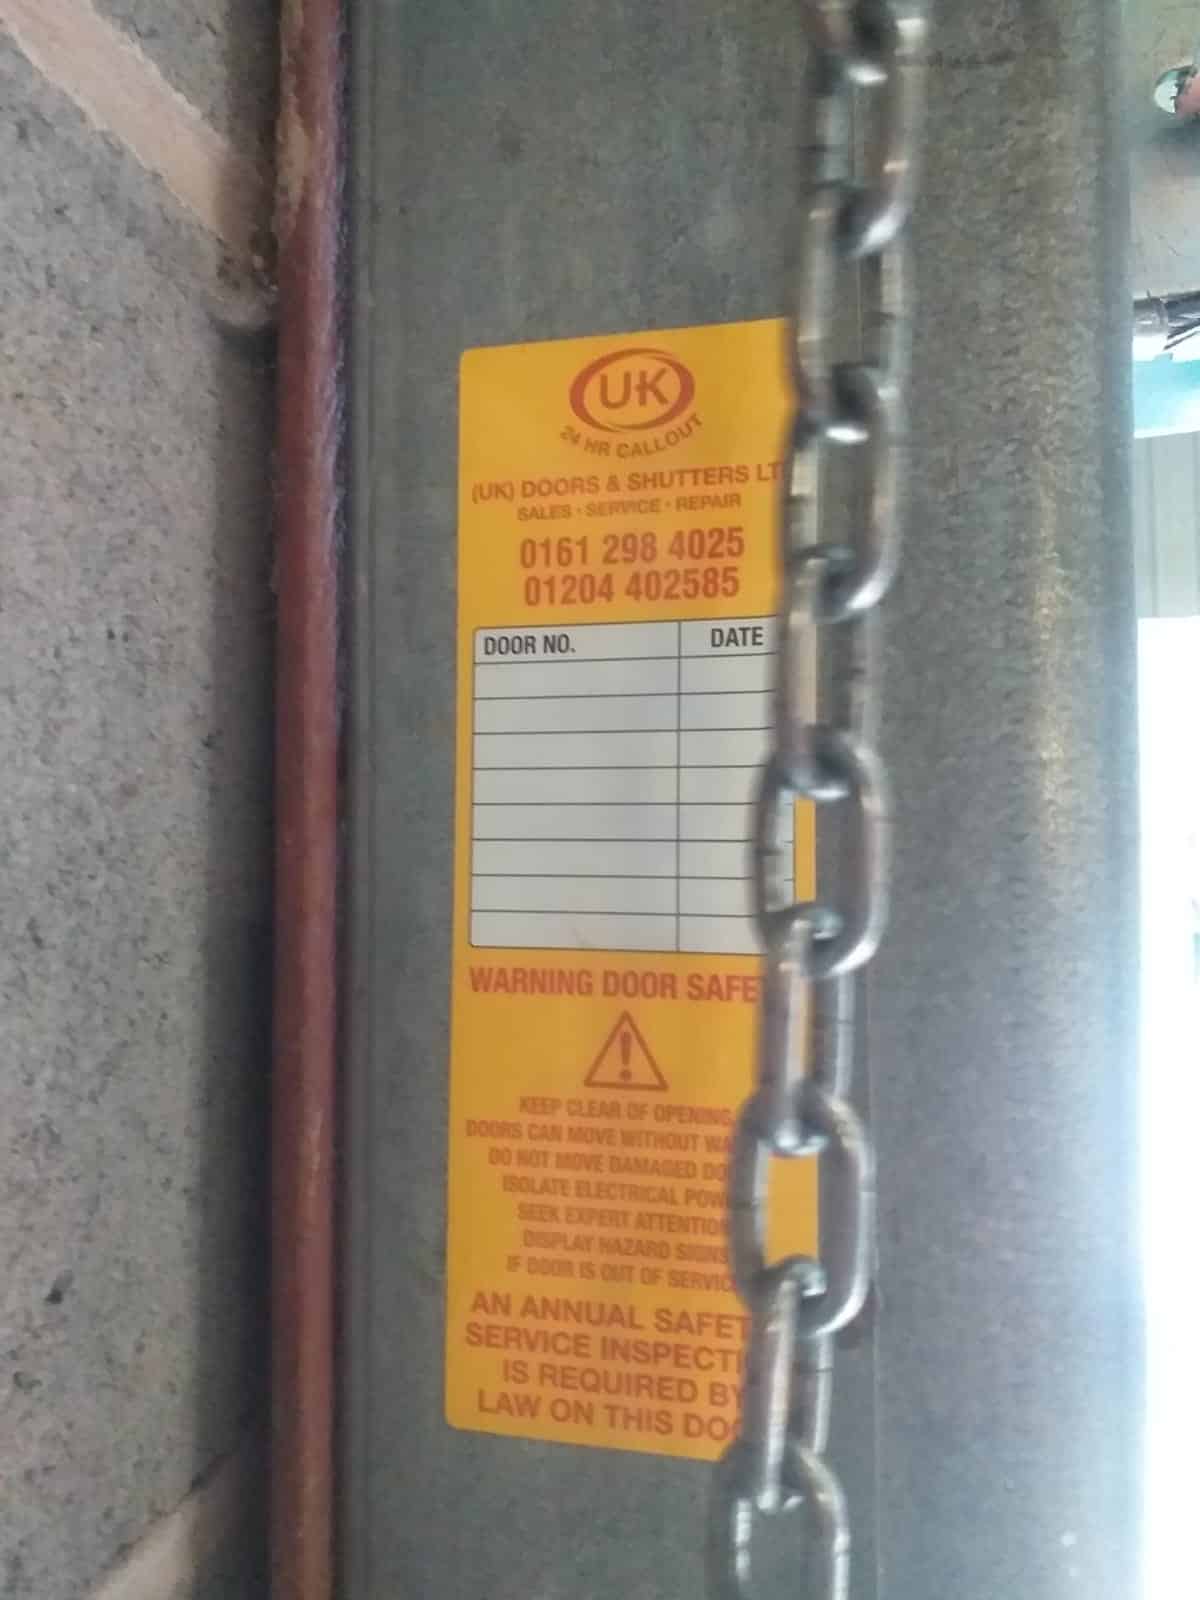 UK
24 HR CALLOUT
(UK) DOORS & SHUTTERS LT
SALES · SERVICE · REPAIR
0161 298 4025
01204 402585
DOOR NO. DATE
WARNING DOOR SAFE
!
KEEP CLEAR OF OPENING
DOORS CAN MOVE WITHOUT WA
DO NOT MOVE DAMAGED DO
ISOLATE ELECTRICAL POW
SEEK EXPERT ATTENTION
DISPLAY HAZARD SIGNS
IF DOOR IS OUT OF SERVIC
AN ANNUAL SAFET
SERVICE INSPECTI
IS REQUIRED BY
LAW ON THIS DOO